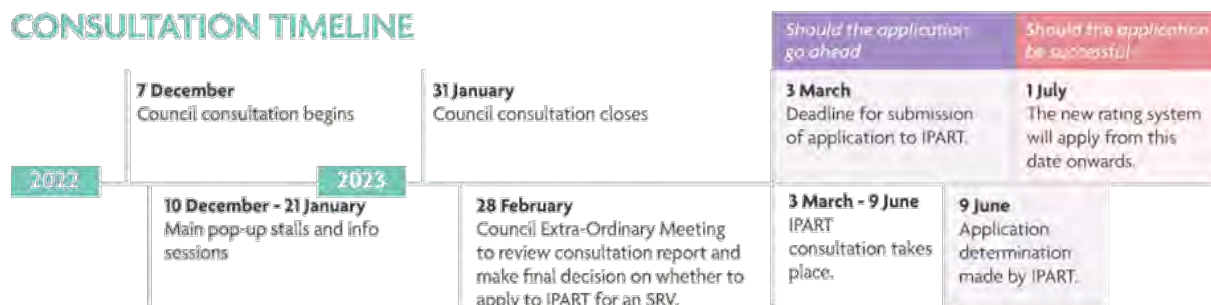 CONSULTATION TIMELINE
Should the application
go ahead
Should the application
be successful
7 December
Council consultation begins
31 January
Council consultation closes
3 March
Deadline for submission
of application to IPART.
1 July
The new rating system
will apply from this
date onwards.
2022
2023
10 December - 21 January
Main pop-up stalls and info
sessions
28 February
Council Extra-Ordinary Meeting
to review consultation report and
make final decision on whether to
apply to IPART for an SRV.
3 March - 9 June
IPART
consultation takes
place.
9 June
Application
determination
made by IPART.